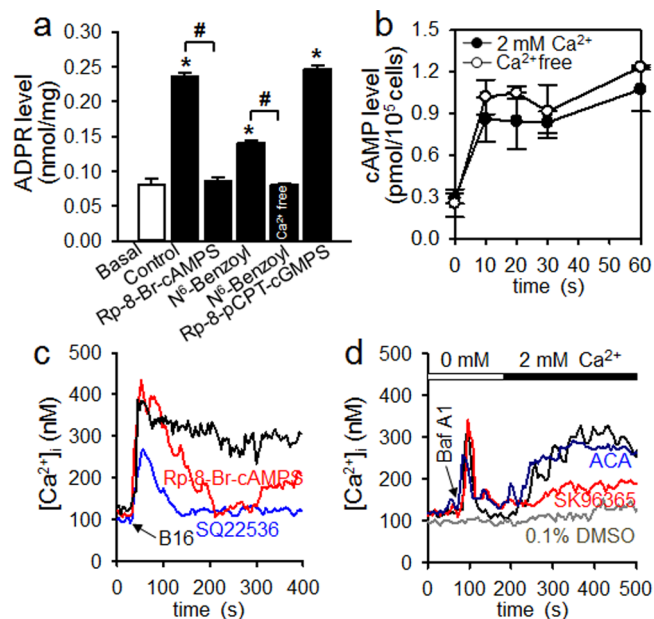 a
ADPR level
(nmol/mg)
0.30
0.25
0.20
0.15
0.10
0.05
0.00
*
#
*
#
*
Ca²⁺ free
Basal
Control
Rp-8-Br-cAMPS
N⁶-Benzoyl
N⁶-Benzoyl
Rp-8-pCPT-cGMPS
b
cAMP level
(pmol/10⁵ cells)
1.5
1.2
0.9
0.6
0.3
0.0
2 mM Ca²⁺
Ca²⁺ free
0 10 20 30 60
time (s)
c
[Ca²⁺]i (nM)
500
400
300
200
100
0
Rp-8-Br-cAMPS
B16
SQ22536
0 100 200 300 400
time (s)
d
[Ca²⁺]i (nM)
500
400
300
200
100
0
0 mM 2 mM Ca²⁺
Baf A1
ACA
SK96365
0.1% DMSO
0 100 200 300 400 500
time (s)